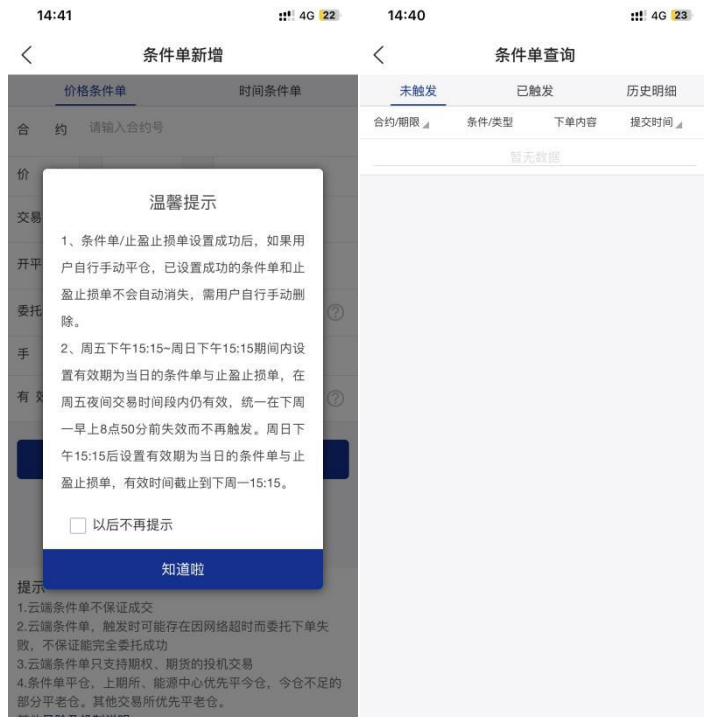 14:41
4G 22
条件单新增
价格条件单
时间条件单
合 约 请输入合约号
价
交易
开平
委托
手
有 效
温馨提示
1、条件单/止盈止损单设置成功后，如果用
户自行手动平仓，已设置成功的条件单和止
盈止损单不会自动消失，需用户自行手动删
除。
2、周五下午15:15~周日下午15:15期间内设
置有效期为当日的条件单与止盈止损单，在
周五夜间交易时间段内仍有效，统一在下周
一早上8点50分前失效而不再触发。周日下
午15:15后设置有效期为当日的条件单与止
盈止损单，有效时间截止到下周一15:15。
以后不再提示
知道啦
提示
1.云端条件单不保证成交
2.云端条件单，触发时可能存在因网络超时而委托下单失
败，不保证能完全委托成功
3.云端条件单只支持期权、期货的投机交易
4.条件单平仓，上期所、能源中心优先平今仓，今仓不足的
部分平老仓。其他交易所优先平老仓。
14:40
4G 23
条件单查询
未触发
已触发
历史明细
合约/期限
条件/类型
下单内容
提交时间
暂无数据